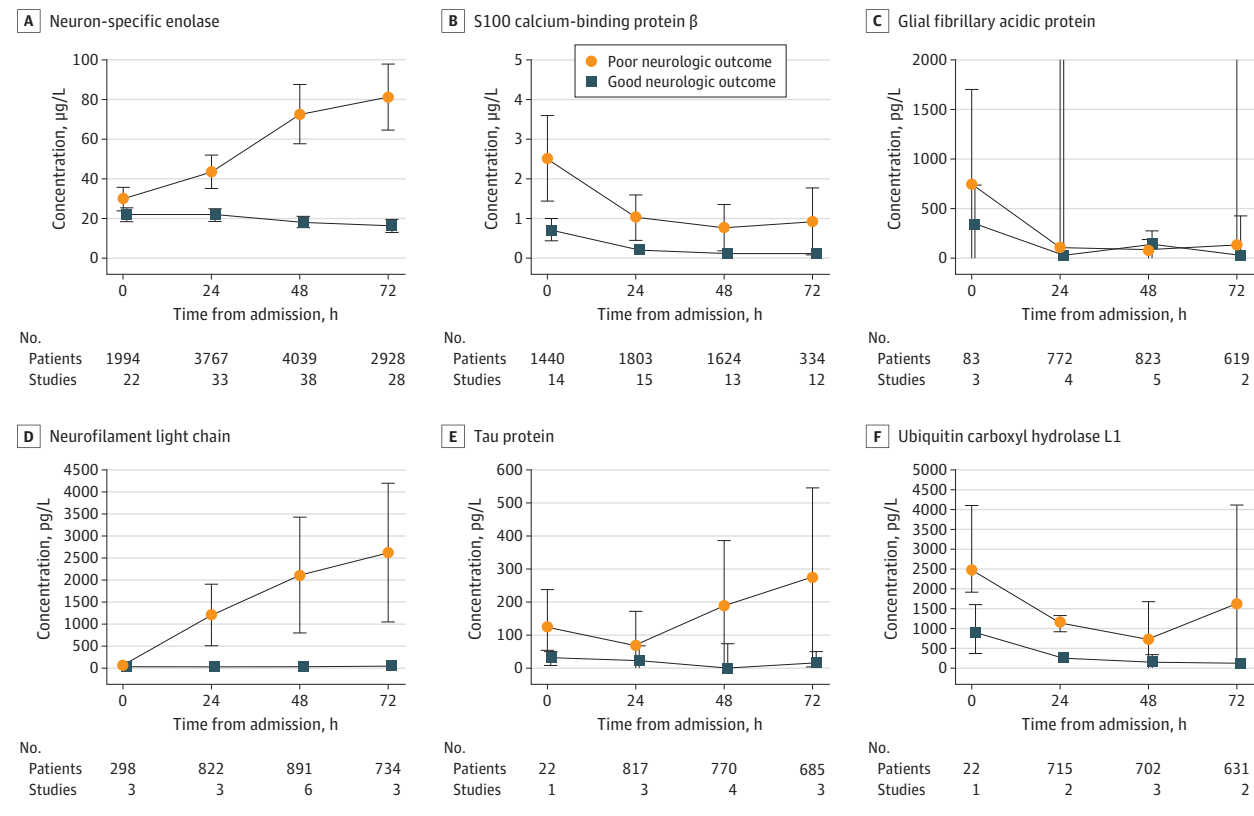 A Neuron-specific enolase
Concentration, µg/L
100
80
60
40
20
0
0 24 48 72
Time from admission, h
No.
Patients 1994 3767 4039 2928
Studies 22 33 38 28
B S100 calcium-binding protein β
Poor neurologic outcome
Good neurologic outcome
Concentration, µg/L
5
4
3
2
1
0
0 24 48 72
Time from admission, h
No.
Patients 1440 1803 1624 334
Studies 14 15 13 12
C Glial fibrillary acidic protein
Concentration, pg/L
2000
1500
1000
500
0
0 24 48 72
Time from admission, h
No.
Patients 83 772 823 619
Studies 3 4 5 2
D Neurofilament light chain
Concentration, pg/L
4500
4000
3500
3000
2500
2000
1500
1000
500
0
0 24 48 72
Time from admission, h
No.
Patients 298 822 891 734
Studies 3 3 6 3
E Tau protein
Concentration, pg/L
600
500
400
300
200
100
0
0 24 48 72
Time from admission, h
No.
Patients 22 817 770 685
Studies 1 3 4 3
F Ubiquitin carboxyl hydrolase L1
Concentration, pg/L
5000
4500
4000
3500
3000
2500
2000
1500
1000
500
0
0 24 48 72
Time from admission, h
No.
Patients 22 715 702 631
Studies 1 2 3 2